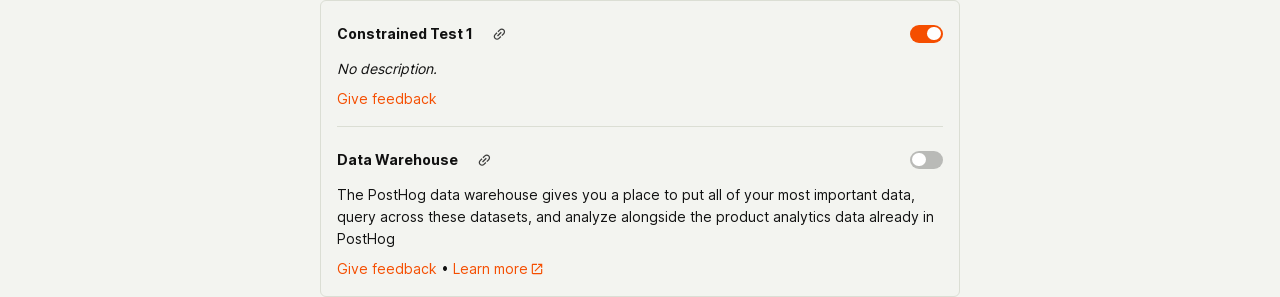 Constrained Test 1
No description.
Give feedback
Data Warehouse
The PostHog data warehouse gives you a place to put all of your most important data,
query across these datasets, and analyze alongside the product analytics data already in
PostHog
Give feedback • Learn more